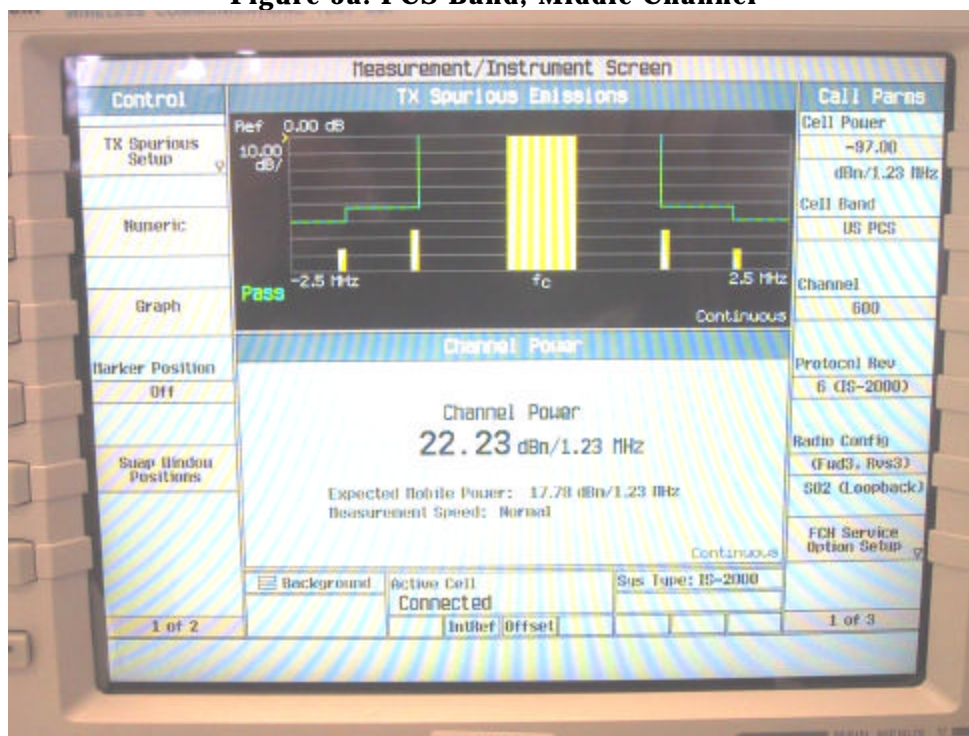 Figure 6a: PCS Band, Middle Channel
WIRELESS COMMUNICATIONS
Measurement/Instrument Screen
Control
TX Spurious Emissions
Call Parms
TX Spurious
Setup
Numeric
Graph
Marker Position
Off
Swap Window
Positions
1 of 2
Ref 0.00 dB
10.00
dB/
-2.5 MHz
fc
2.5 MHz
Pass
Continuous
Channel Power
Channel Power
22.23 dBm/1.23 MHz
Expected Mobile Power: 17.78 dBm/1.23 MHz
Measurement Speed: Normal
Continuous
Background
Active Cell
Connected
Sys Type: IS-2000
IntRef Offset
Cell Power
-97.00
dBm/1.23 MHz
Cell Band
US PCS
Channel
600
Protocol Rev
6 (IS-2000)
Radio Config
(Fwd3, Rvs3)
SO2 (Loopback)
FCH Service
Option Setup
1 of 3
MAIN MENUS